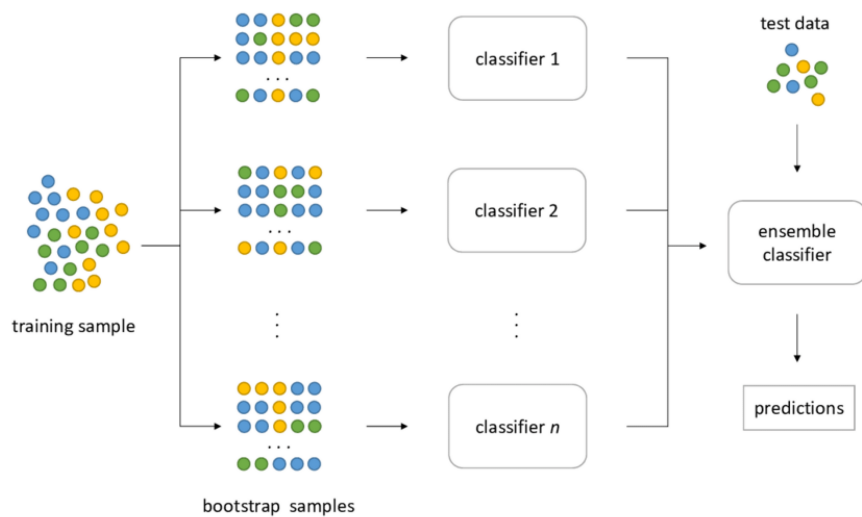 test data
classifier 1
classifier 2
ensemble
classifier
training sample
predictions
classifier n
bootstrap samples